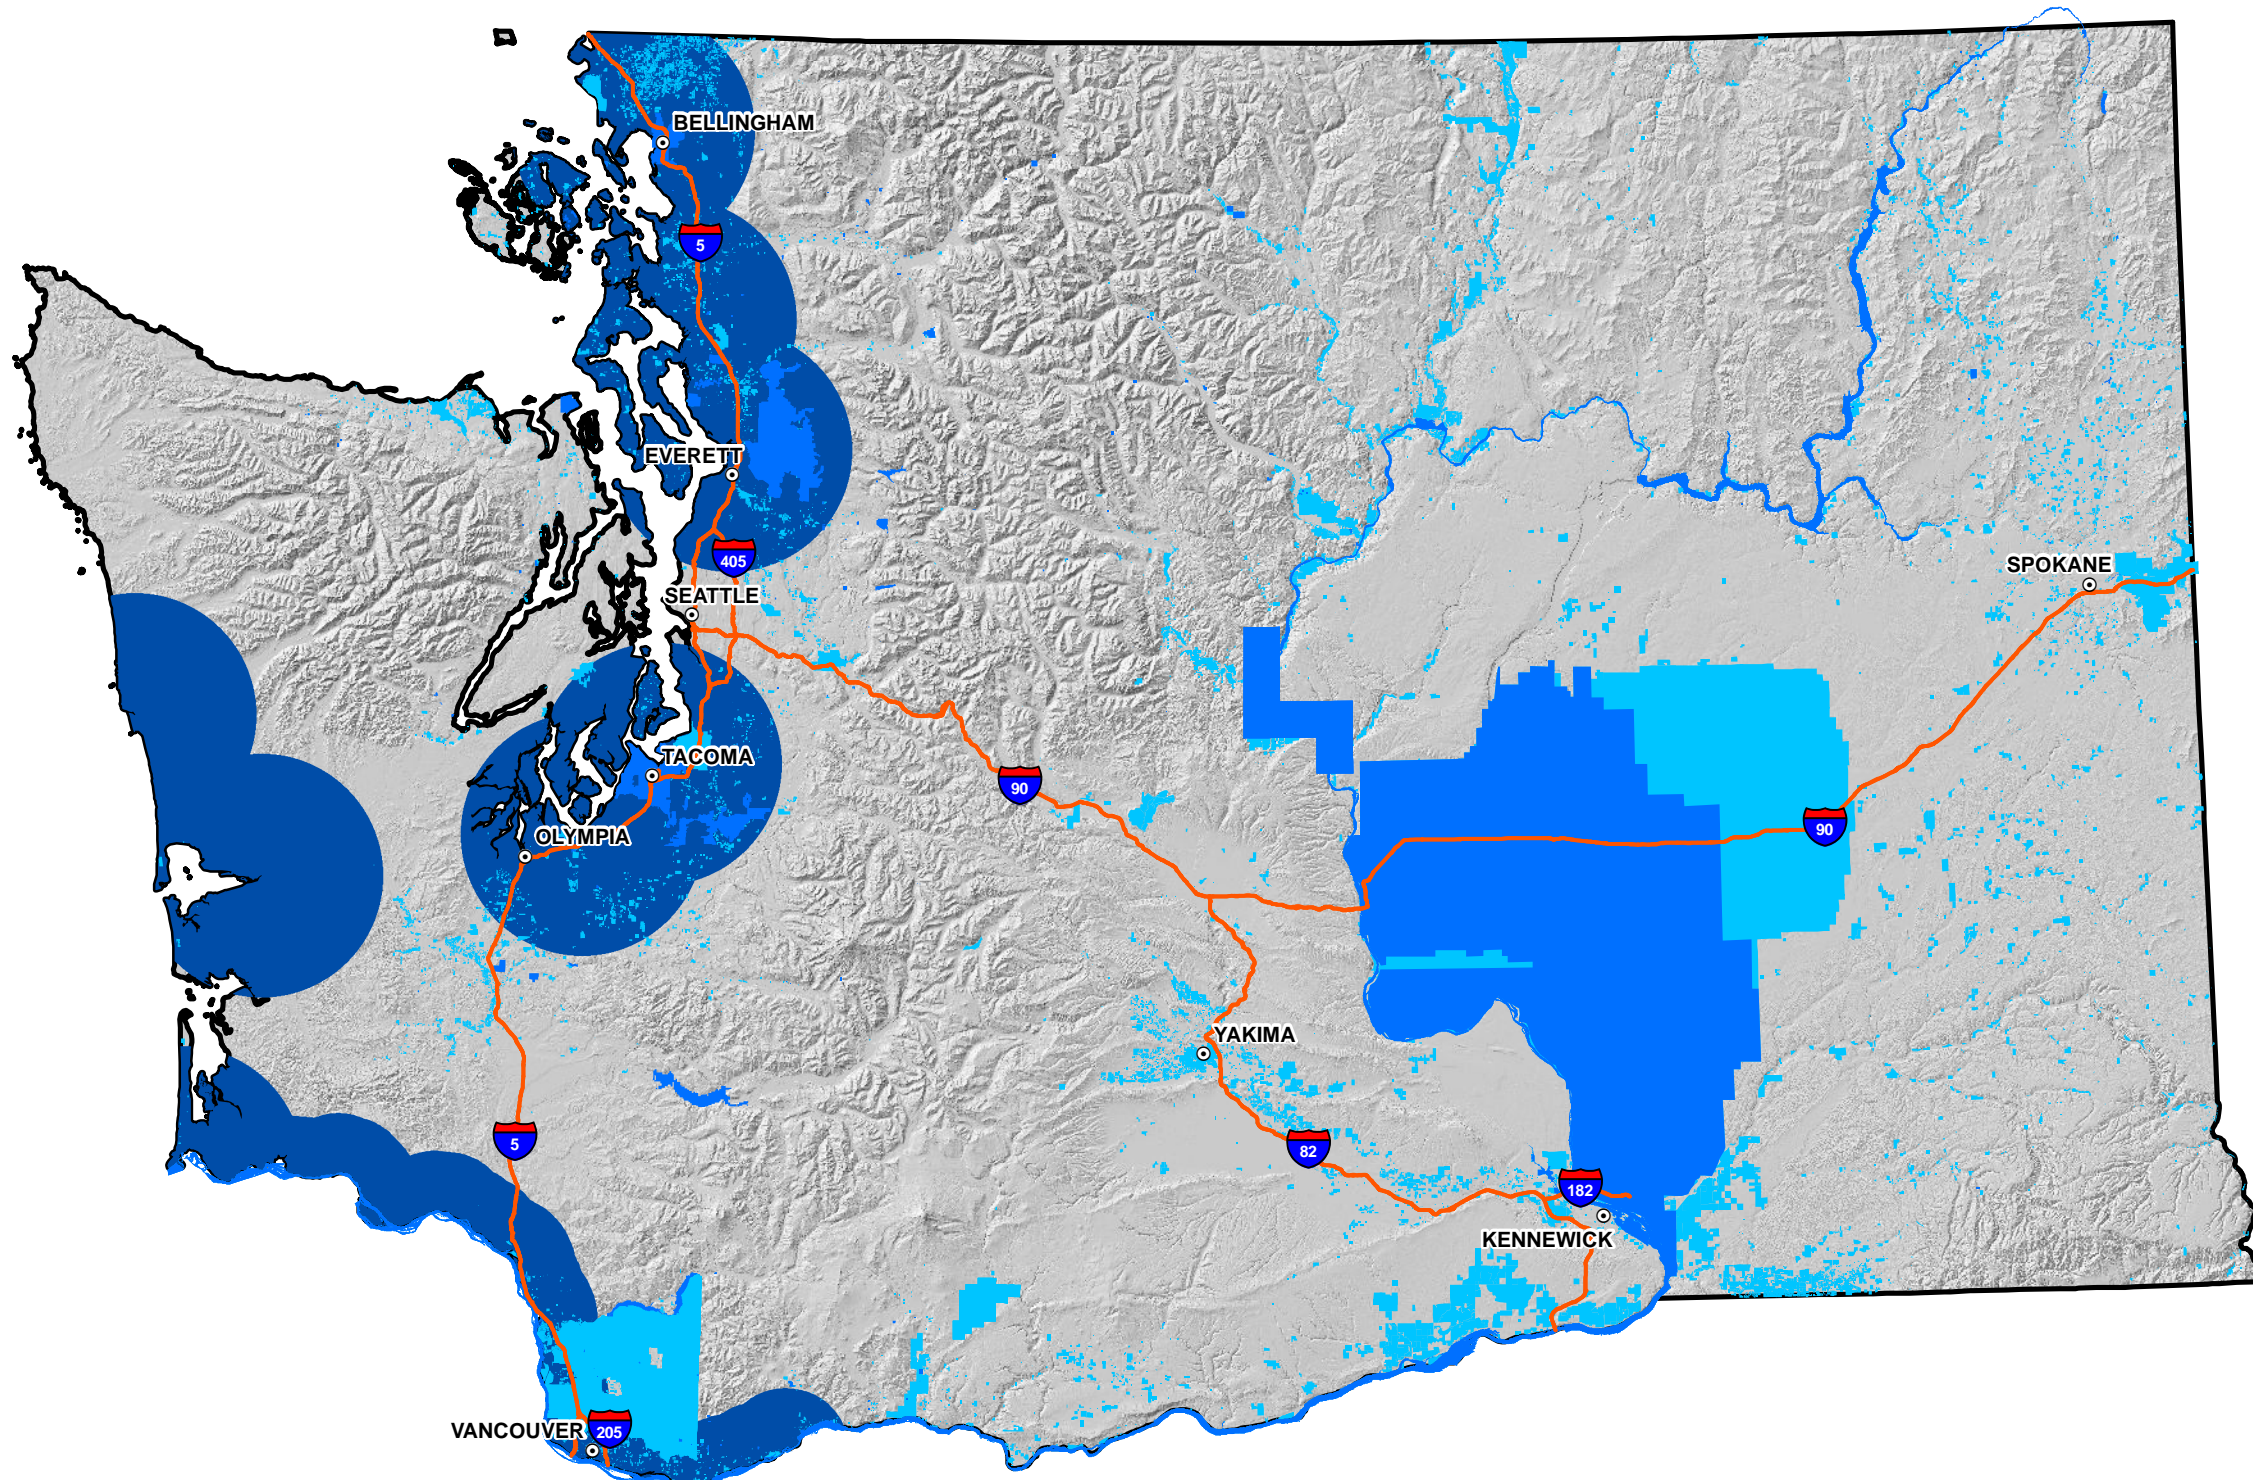 BELLINGHAM
5
EVERETT
405
SPOKANE
SEATTLE
TACOMA
90
OLYMPIA
90
YAKIMA
5
82
182
KENNEWICK
VANCOUVER
205